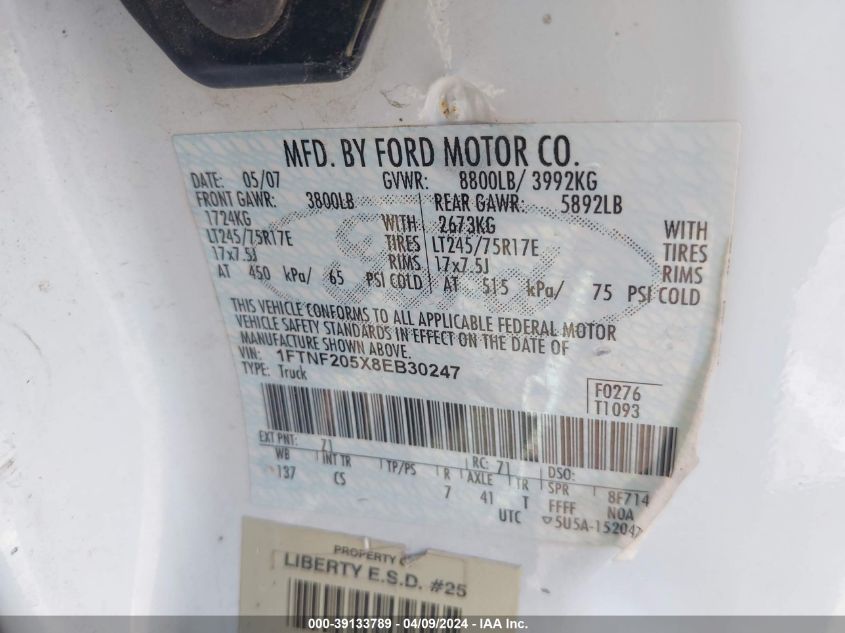 MFD. BY FORD MOTOR CO.
DATE: 05/07 GVWR: 8800LB/ 3992KG
FRONT GAWR: 3800LB REAR GAWR: 5892LB
1724KG WITH 2673KG WITH
LT245/75R17E TIRES LT245/75R17E TIRES
17x7.5J RIMS 17x7.5J RIMS
AT 450 kPa/ 65 PSI COLD AT 515 kPa/ 75 PSI COLD
THIS VEHICLE CONFORMS TO ALL APPLICABLE FEDERAL MOTOR
VEHICLE SAFETY STANDARDS IN EFFECT ON THE DATE OF
MANUFACTURE SHOWN ABOVE.
VIN: 1FTNF205X8EB30247
TYPE: Truck
F0276
T1093
EXT PNT: Z1 RC: 71 DSO:
WB INT TR TP/PS R AXLE TR SPR 8F714
137 CS 7 41 T FFFF NOA
UTC ▽5U5A-152047
PROPERTY
LIBERTY E.S.D. #25
000-39133789 - 04/09/2024 - IAA Inc.